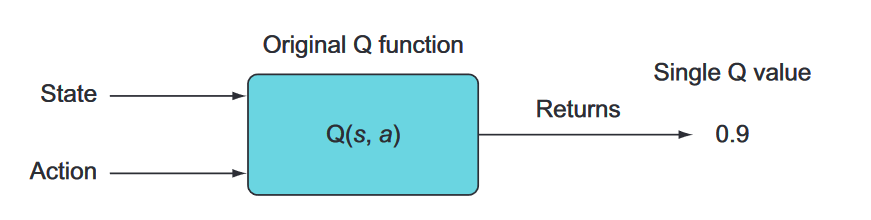 Original Q function
Single Q value
State
Returns
Q(s, a)
0.9
Action